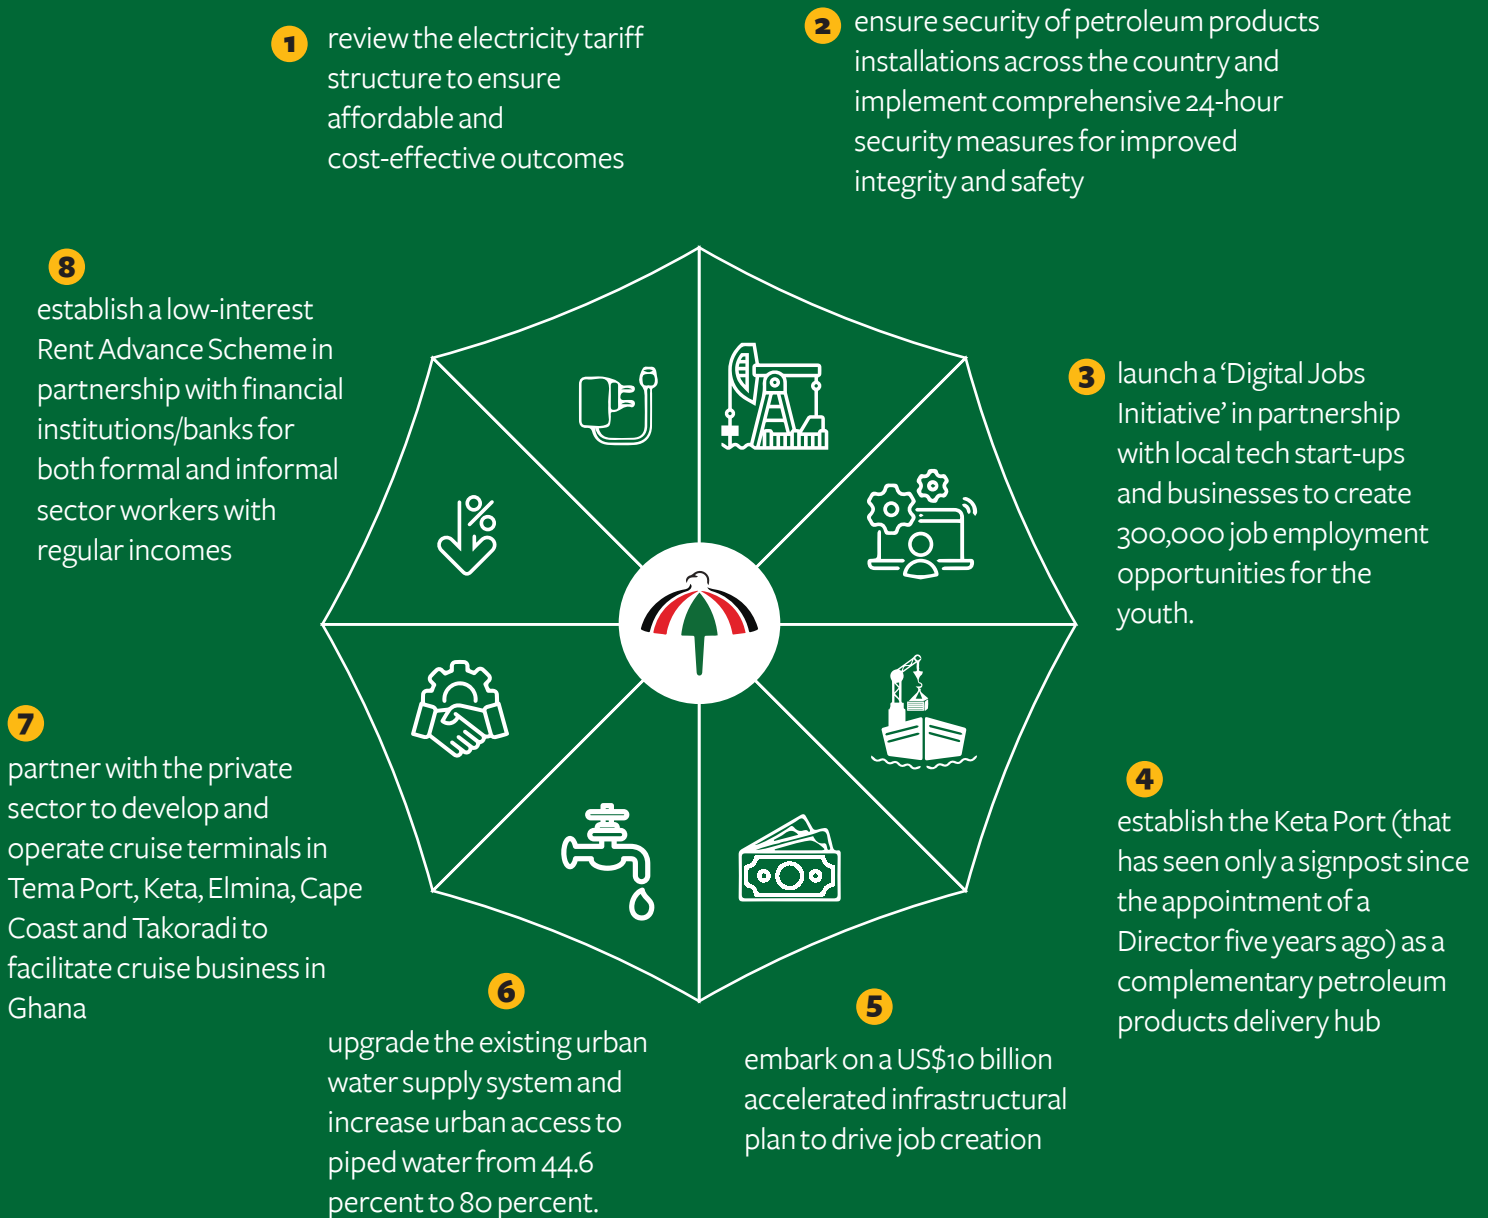 1
review the electricity tariff
structure to ensure
affordable and
cost-effective outcomes
2
ensure security of petroleum products
installations across the country and
implement comprehensive 24-hour
security measures for improved
integrity and safety
3
launch a ‘Digital Jobs
Initiative’ in partnership
with local tech start-ups
and businesses to create
300,000 job employment
opportunities for the
youth.
4
establish the Keta Port (that
has seen only a signpost since
the appointment of a
Director five years ago) as a
complementary petroleum
products delivery hub
5
embark on a US$10 billion
accelerated infrastructural
plan to drive job creation
6
upgrade the existing urban
water supply system and
increase urban access to
piped water from 44.6
percent to 80 percent.
7
partner with the private
sector to develop and
operate cruise terminals in
Tema Port, Keta, Elmina, Cape
Coast and Takoradi to
facilitate cruise business in
Ghana
8
establish a low-interest
Rent Advance Scheme in
partnership with financial
institutions/banks for
both formal and informal
sector workers with
regular incomes
%